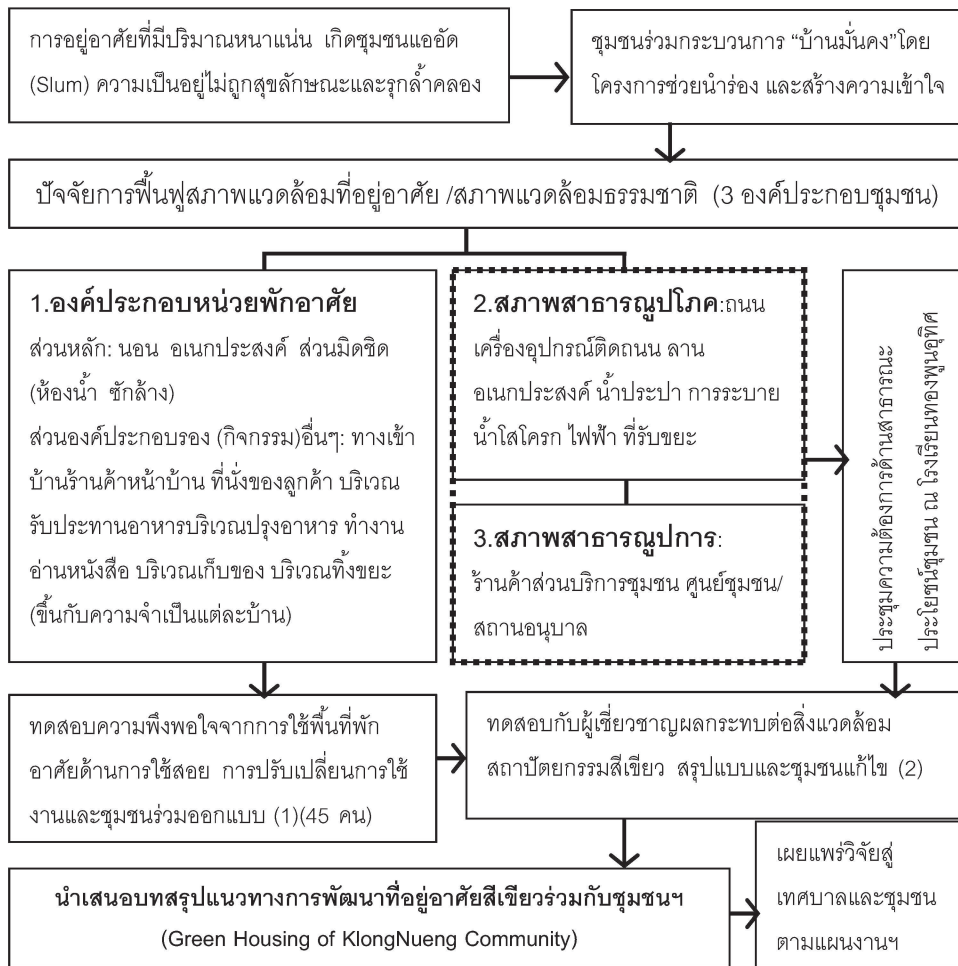 การอยู่อาศัยที่มีปริมาณหนาแน่น เกิดชุมชนแออัด
(Slum) ความเป็นอยู่ไม่ถูกสุขลักษณะและรุกล้ำคลอง
ชุมชนร่วมกระบวนการ “บ้านมั่นคง”โดย
โครงการช่วยนำร่อง และสร้างความเข้าใจ
ปัจจัยการฟื้นฟูสภาพแวดล้อมที่อยู่อาศัย /สภาพแวดล้อมธรรมชาติ (3 องค์ประกอบชุมชน)
1.องค์ประกอบหน่วยพักอาศัย
ส่วนหลัก: นอน อเนกประสงค์ ส่วนมิดชิด
(ห้องน้ำ ซักล้าง)
ส่วนองค์ประกอบรอง (กิจกรรม)อื่นๆ: ทางเข้า
บ้านร้านค้าหน้าบ้าน ที่นั่งของลูกค้า บริเวณ
รับประทานอาหารบริเวณปรุงอาหาร ทำงาน
อ่านหนังสือ บริเวณเก็บของ บริเวณทิ้งขยะ
(ขึ้นกับความจำเป็นแต่ละบ้าน)
2.สภาพสาธารณูปโภค:ถนน
เครื่องอุปกรณ์ติดถนน ลาน
อเนกประสงค์ น้ำประปา การระบาย
น้ำโสโครก ไฟฟ้า ที่รับขยะ
3.สภาพสาธารณูปการ:
ร้านค้าส่วนบริการชุมชน ศูนย์ชุมชน/
สถานอนุบาล
ประชุมความต้องการด้านสาธารณะ
ประโยชน์ชุมชน ณ โรงเรียนทองพูนอุทิศ
ทดสอบความพึงพอใจจากการใช้พื้นที่พัก
อาศัยด้านการใช้สอย การปรับเปลี่ยนการใช้
งานและชุมชนร่วมออกแบบ (1)(45 คน)
ทดสอบกับผู้เชี่ยวชาญผลกระทบต่อสิ่งแวดล้อม
สถาปัตยกรรมสีเขียว สรุปแบบและชุมชนแก้ไข (2)
นำเสนอบทสรุปแนวทางการพัฒนาที่อยู่อาศัยสีเขียวร่วมกับชุมชนฯ
(Green Housing of KlongNueng Community)
เผยแพร่วิจัยสู่
เทศบาลและชุมชน
ตามแผนงานฯ